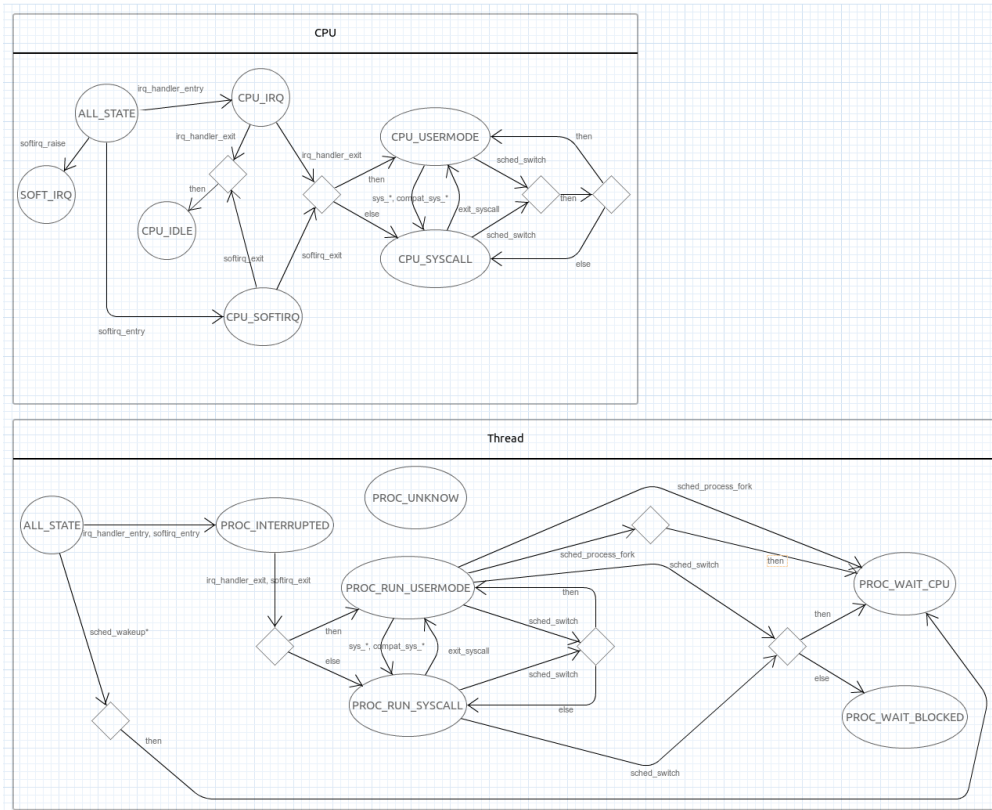 CPU
irq_handler_entry
CPU_IRQ
ALL_STATE
softirq_raise
irq_handler_exit
irq_handler_exit
CPU_USERMODE
then
sched_switch
SOFT_IRQ
then
then
sys_*, compat_sys_*
then
else
exit_syscall
CPU_IDLE
sched_switch
softirq_exit
softirq_exit
CPU_SYSCALL
else
CPU_SOFTIRQ
softirq_entry
Thread
PROC_UNKNOW
sched_process_fork
ALL_STATE
irq_handler_entry, softirq_entry
PROC_INTERRUPTED
sched_process_fork
then
sched_switch
irq_handler_exit, softirq_exit
PROC_RUN_USERMODE
then
PROC_WAIT_CPU
then
sched_wakeup*
then
sched_switch
sys_*, compat_sys_*
exit_syscall
else
sched_switch
else
PROC_RUN_SYSCALL
else
PROC_WAIT_BLOCKED
then
sched_switch